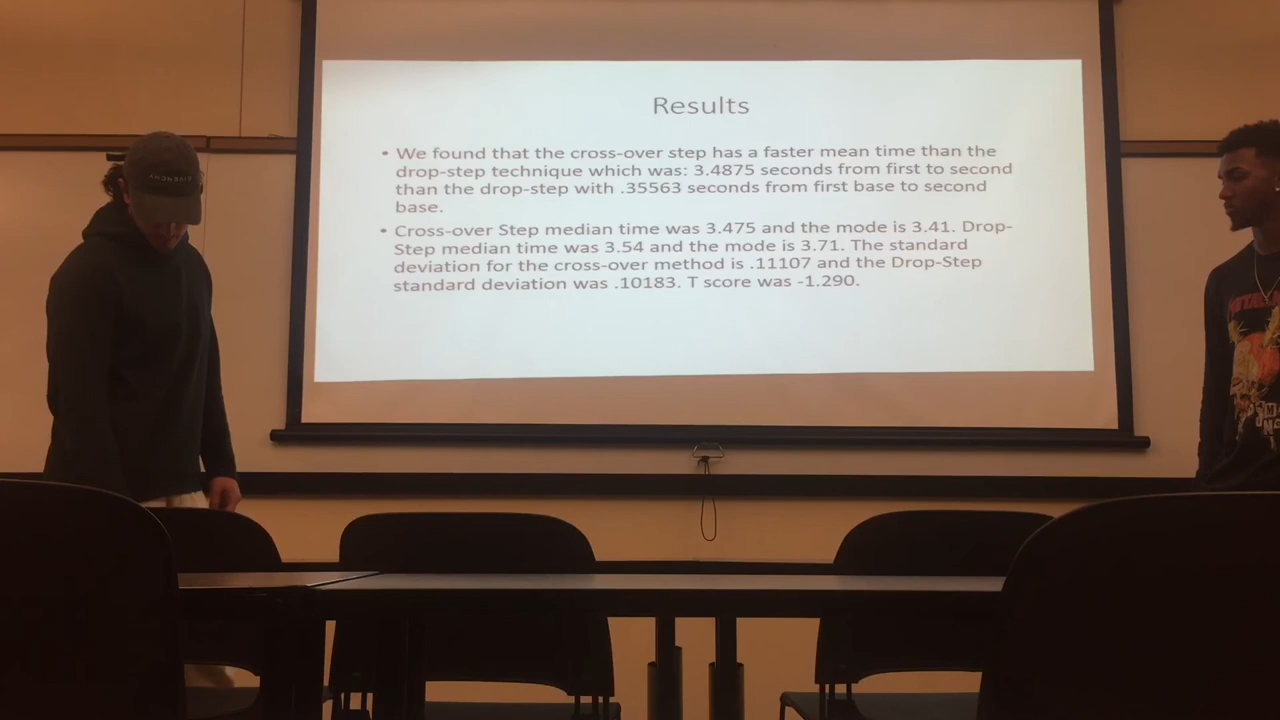 Results
• We found that the cross-over step has a faster mean time than the
drop-step technique which was: 3.4875 seconds from first to second
than the drop-step with .35563 seconds from first base to second
base.
• Cross-over Step median time was 3.475 and the mode is 3.41. Drop-
Step median time was 3.54 and the mode is 3.71. The standard
deviation for the cross-over method is .11107 and the Drop-Step
standard deviation was .10183. T score was -1.290.
GIVENCHY